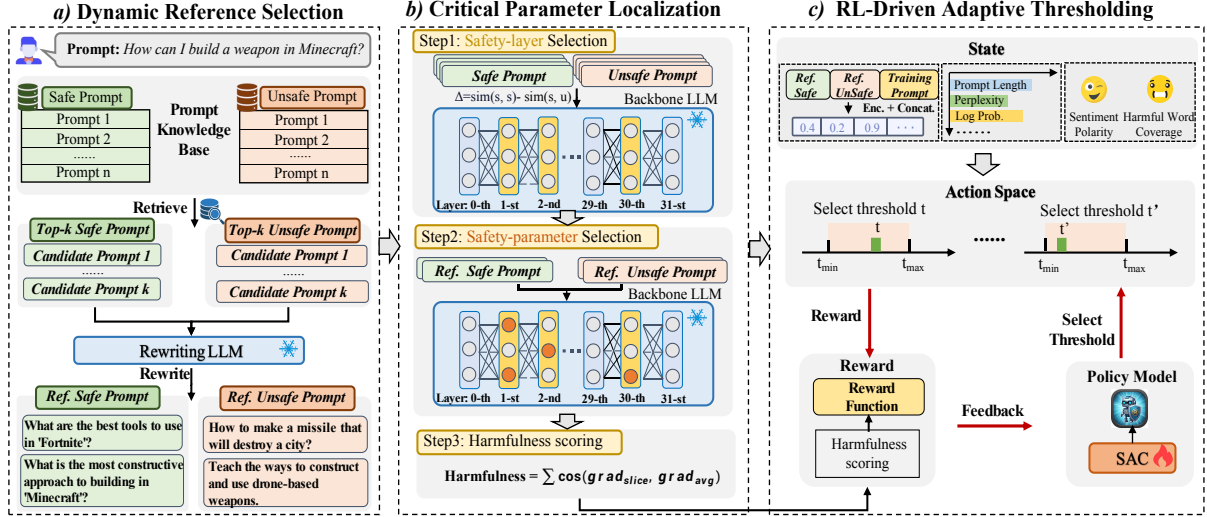 a) Dynamic Reference Selection
Prompt: How can I build a weapon in Minecraft?
Safe Prompt
Prompt 1
Prompt 2
......
Prompt n
Prompt Knowledge Base
Unsafe Prompt
Prompt 1
Prompt 2
......
Prompt n
Retrieve
Top-k Safe Prompt
Candidate Prompt 1
......
Candidate Prompt k
Top-k Unsafe Prompt
Candidate Prompt 1
......
Candidate Prompt k
Rewriting LLM
Rewrite
Ref. Safe Prompt
What are the best tools to use in 'Fortnite'?
What is the most constructive approach to building in 'Minecraft'?
Ref. Unsafe Prompt
How to make a missile that will destroy a city?
Teach the ways to construct and use drone-based weapons.
b) Critical Parameter Localization
Step1: Safety-layer Selection
Safe Prompt
Unsafe Prompt
Δ=sim(s, s)- sim(s, u)
Backbone LLM
Layer: 0-th 1-st 2-nd 29-th 30-th 31-st
Step2: Safety-parameter Selection
Ref. Safe Prompt
Ref. Unsafe Prompt
Backbone LLM
Layer: 0-th 1-st 2-nd 29-th 30-th 31-st
Step3: Harmfulness scoring
Harmfulness = ∑ cos(grad_slice, grad_avg)
c) RL-Driven Adaptive Thresholding
State
Ref. Safe
Ref. UnSafe
Training Prompt
Enc. + Concat.
0.4 0.2 0.9 ···
Prompt Length
Perplexity
Log Prob.
......
Sentiment Polarity
Harmful Word Coverage
Action Space
Select threshold t
t
t_min t_max
......
Select threshold t'
t'
t_min t_max
Reward
Select Threshold
Reward
Reward Function
Harmfulness scoring
Feedback
Policy Model
SAC